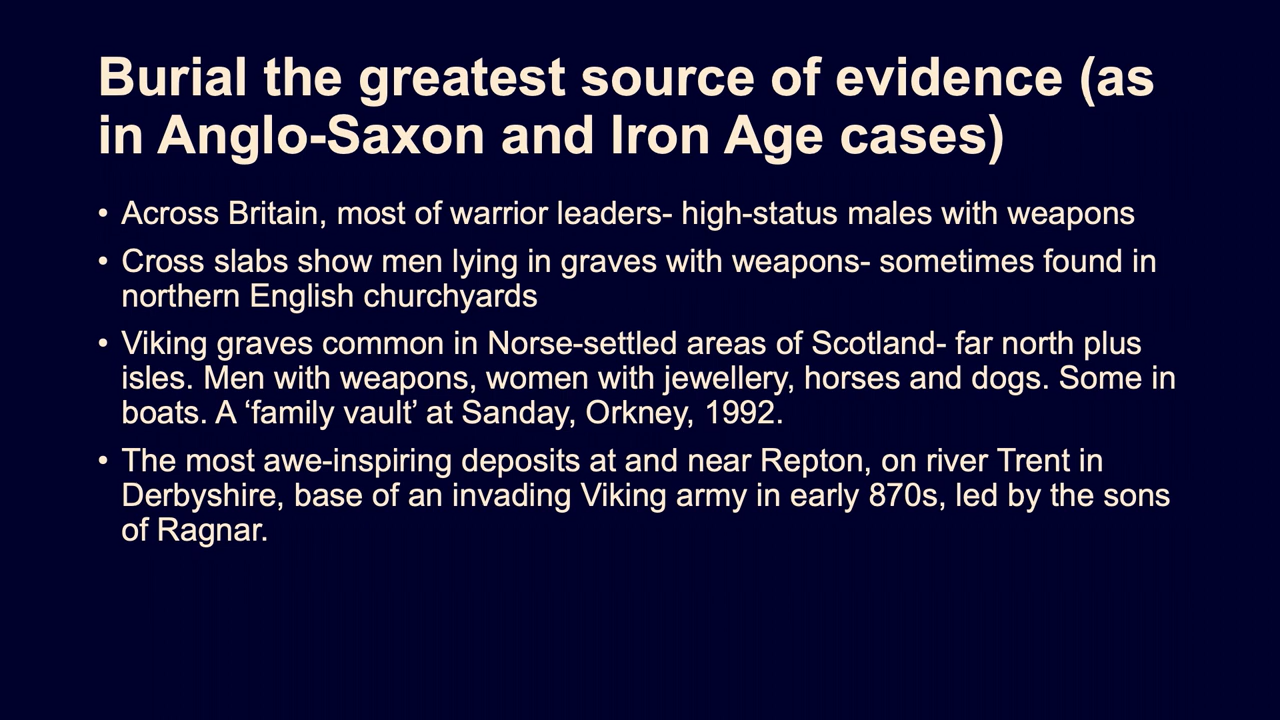 Burial the greatest source of evidence (as
in Anglo-Saxon and Iron Age cases)
• Across Britain, most of warrior leaders- high-status males with weapons
• Cross slabs show men lying in graves with weapons- sometimes found in
northern English churchyards
• Viking graves common in Norse-settled areas of Scotland- far north plus
isles. Men with weapons, women with jewellery, horses and dogs. Some in
boats. A ‘family vault’ at Sanday, Orkney, 1992.
• The most awe-inspiring deposits at and near Repton, on river Trent in
Derbyshire, base of an invading Viking army in early 870s, led by the sons
of Ragnar.